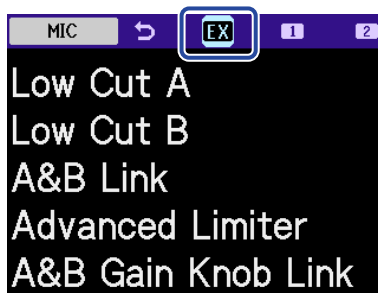 MIC EX 1 2
Low Cut A
Low Cut B
A&B Link
Advanced Limiter
A&B Gain Knob Link